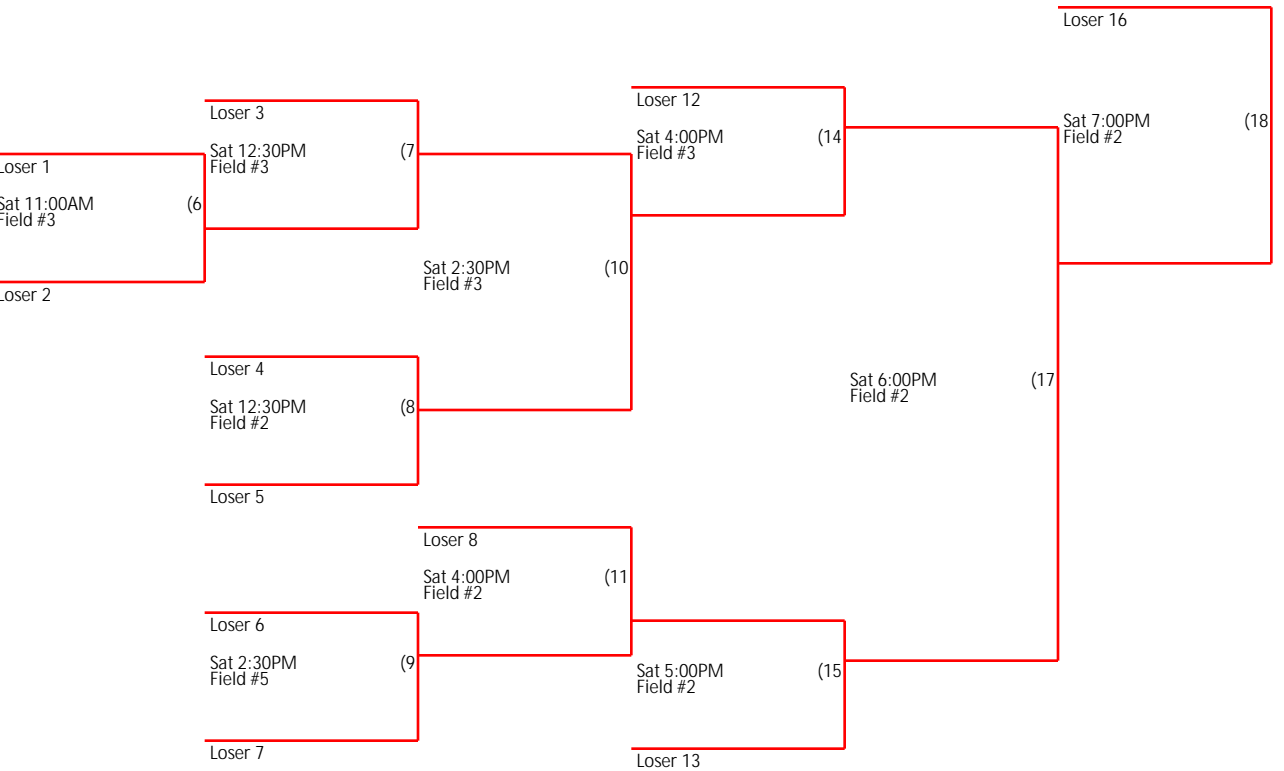 Loser 16
Sat 7:00PM
Field #2
(18
Loser 12
Sat 4:00PM
Field #3
(14
Loser 3
Sat 12:30PM
Field #3
(7
Loser 1
Sat 11:00AM
Field #3
(6
Loser 2
Sat 2:30PM
Field #3
(10
Loser 4
Sat 12:30PM
Field #2
(8
Loser 5
Sat 6:00PM
Field #2
(17
Loser 8
Sat 4:00PM
Field #2
(11
Loser 6
Sat 2:30PM
Field #5
(9
Loser 7
Sat 5:00PM
Field #2
(15
Loser 13